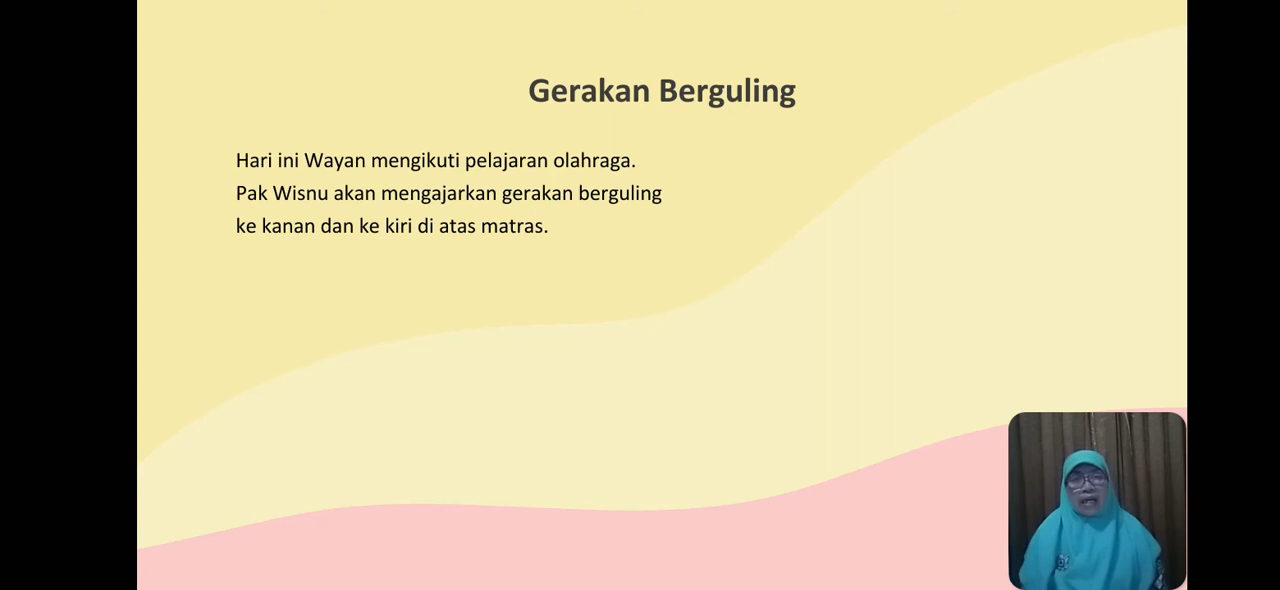 Gerakan Berguling
Hari ini Wayan mengikuti pelajaran olahraga.
Pak Wisnu akan mengajarkan gerakan berguling
ke kanan dan ke kiri di atas matras.